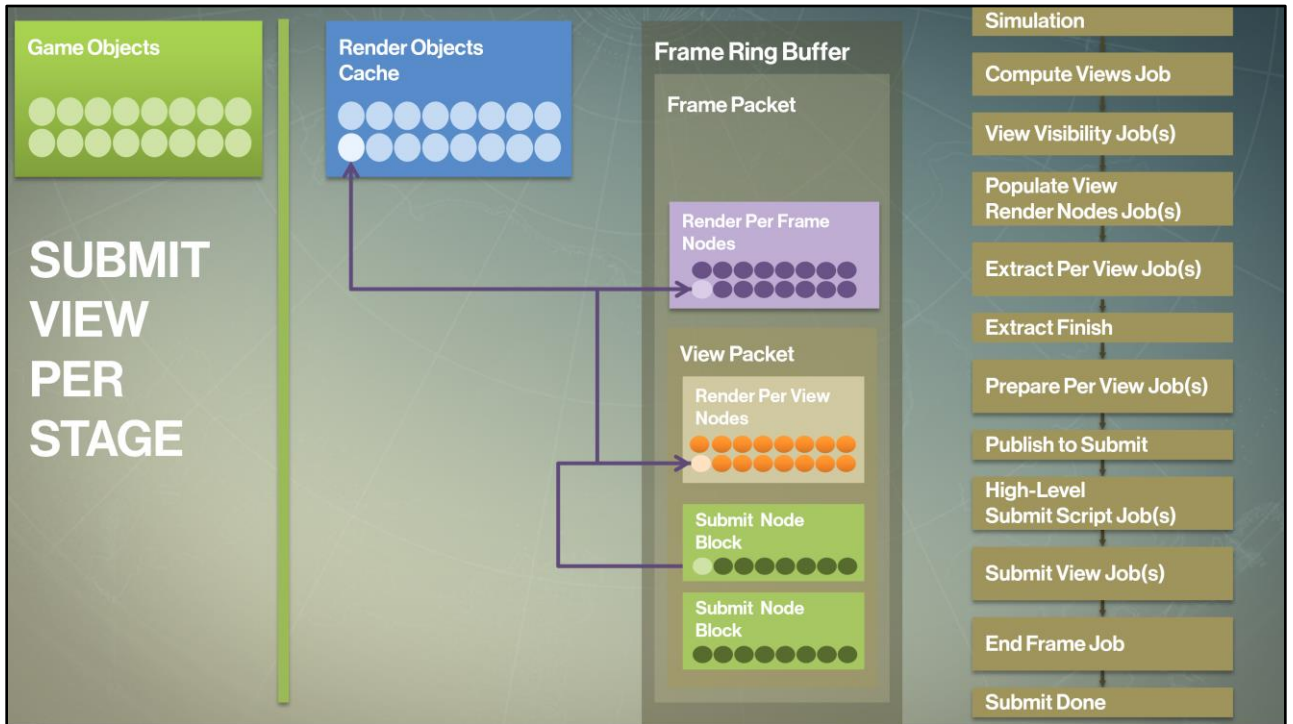 Game Objects
SUBMIT
VIEW
PER
STAGE
Render Objects
Cache
Frame Ring Buffer
Frame Packet
Render Per Frame
Nodes
View Packet
Render Per View
Nodes
Submit Node
Block
Submit Node
Block
Simulation
Compute Views Job
View Visibility Job(s)
Populate View
Render Nodes Job(s)
Extract Per View Job(s)
Extract Finish
Prepare Per View Job(s)
Publish to Submit
High-Level
Submit Script Job(s)
Submit View Job(s)
End Frame Job
Submit Done